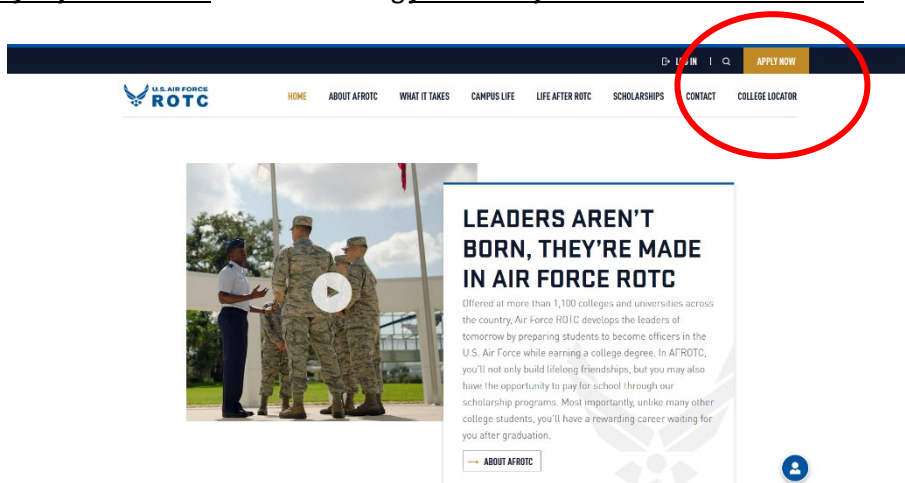 LOG IN | APPLY NOW
U.S. AIR FORCE
ROTC
HOME ABOUT AFROTC WHAT IT TAKES CAMPUS LIFE LIFE AFTER ROTC SCHOLARSHIPS CONTACT COLLEGE LOCATOR
LEADERS AREN'T
BORN, THEY'RE MADE
IN AIR FORCE ROTC
Offered at more than 1,100 colleges and universities across
the country, Air Force ROTC develops the leaders of
tomorrow by preparing students to become officers in the
U.S. Air Force while earning a college degree. In AFROTC,
you'll not only build lifelong friendships, but you may also
have the opportunity to pay for school through our
scholarship programs. Most importantly, unlike many other
college students, you'll have a rewarding career waiting for
you after graduation.
→ ABOUT AFROTC